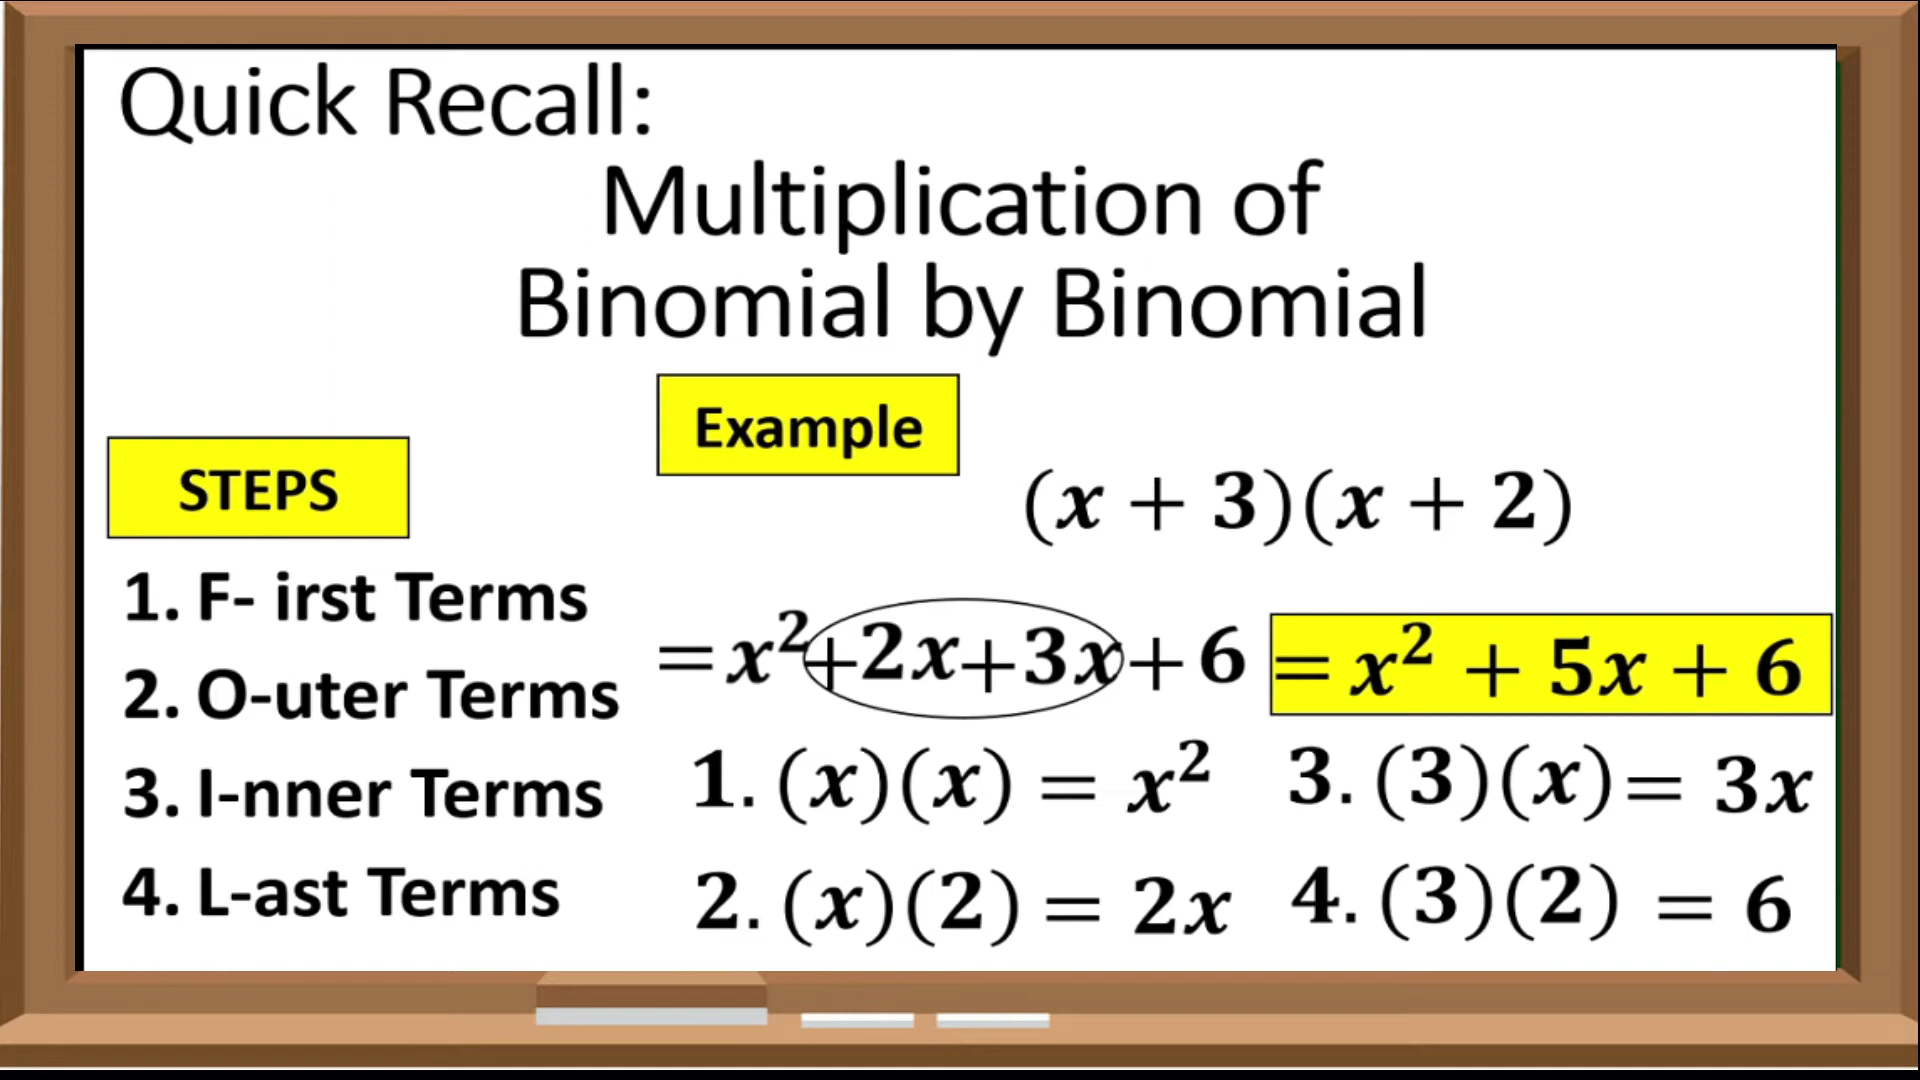 Quick Recall:
Multiplication of
Binomial by Binomial
Example
STEPS
(x + 3)(x + 2)
1. F- irst Terms
2. O-uter Terms
3. I-nner Terms
4. L-ast Terms
= x² +2x+3x+6 = x² + 5x + 6
1. (x)(x) = x² 3. (3)(x)= 3x
2. (x)(2) = 2x 4. (3)(2) = 6